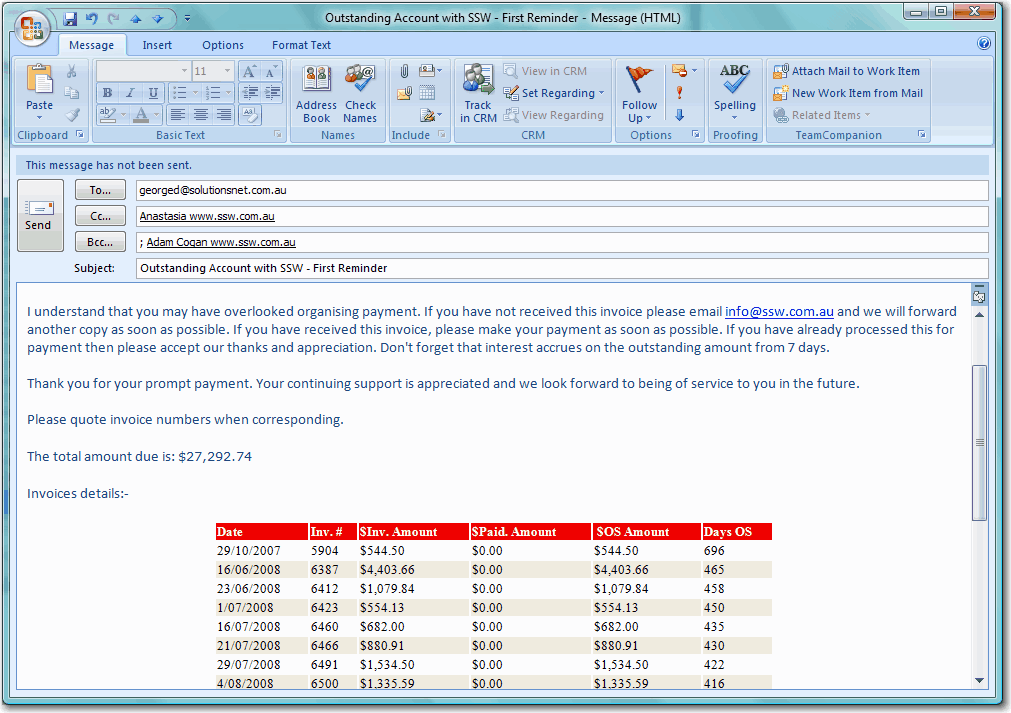 Outstanding Account with SSW - First Reminder - Message (HTML)
Message Insert Options Format Text
Paste
Clipboard
11
B I U
Basic Text
Address Book
Check Names
Names
Include
Track in CRM
View in CRM
Set Regarding
View Regarding
CRM
Follow Up
Options
ABC
Spelling
Proofing
Attach Mail to Work Item
New Work Item from Mail
Related Items
TeamCompanion
This message has not been sent.
Send
To... georged@solutionsnet.com.au
Cc... Anastasia www.ssw.com.au
Bcc... ; Adam Cogan www.ssw.com.au
Subject: Outstanding Account with SSW - First Reminder
I understand that you may have overlooked organising payment. If you have not received this invoice please email info@ssw.com.au and we will forward
another copy as soon as possible. If you have received this invoice, please make your payment as soon as possible. If you have already processed this for
payment then please accept our thanks and appreciation. Don't forget that interest accrues on the outstanding amount from 7 days.
Thank you for your prompt payment. Your continuing support is appreciated and we look forward to being of service to you in the future.
Please quote invoice numbers when corresponding.
The total amount due is: $27,292.74
Invoices details:-
Date Inv. # $Inv. Amount $Paid. Amount $OS Amount Days OS
29/10/2007 5904 $544.50 $0.00 $544.50 696
16/06/2008 6387 $4,403.66 $0.00 $4,403.66 465
23/06/2008 6412 $1,079.84 $0.00 $1,079.84 458
1/07/2008 6423 $554.13 $0.00 $554.13 450
16/07/2008 6460 $682.00 $0.00 $682.00 435
21/07/2008 6466 $880.91 $0.00 $880.91 430
29/07/2008 6491 $1,534.50 $0.00 $1,534.50 422
4/08/2008 6500 $1,335.59 $0.00 $1,335.59 416